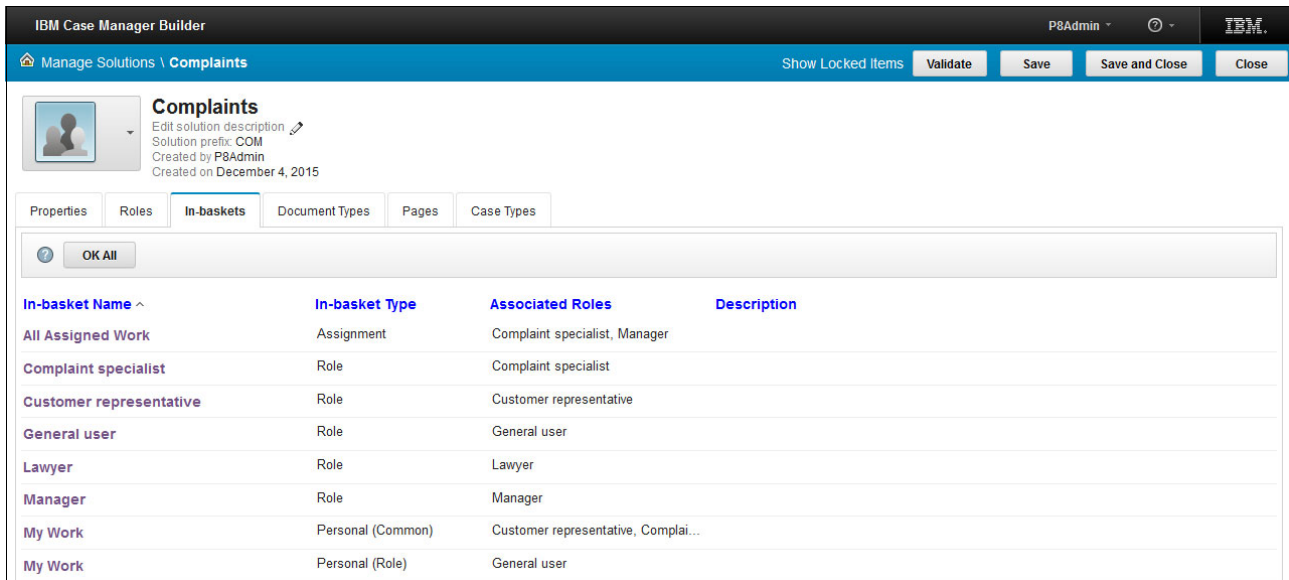 IBM Case Manager Builder P8Admin IBM.
Manage Solutions \ Complaints Show Locked Items Validate Save Save and Close Close
Complaints
Edit solution description
Solution prefix: COM
Created by P8Admin
Created on December 4, 2015
Properties Roles In-baskets Document Types Pages Case Types
? OK All
In-basket Name In-basket Type Associated Roles Description
All Assigned Work Assignment Complaint specialist, Manager
Complaint specialist Role Complaint specialist
Customer representative Role Customer representative
General user Role General user
Lawyer Role Lawyer
Manager Role Manager
My Work Personal (Common) Customer representative, Complai...
My Work Personal (Role) General user